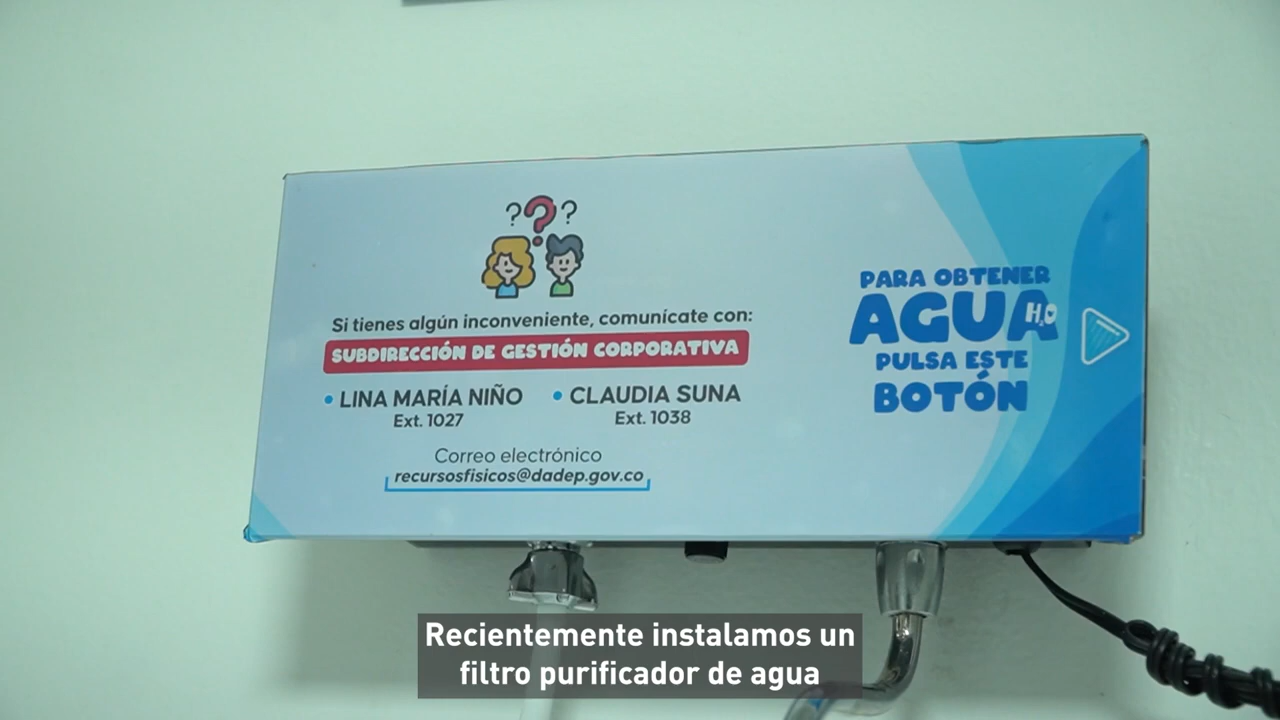 ? ? ?
Si tienes algún inconveniente, comunícate con:
SUBDIRECCIÓN DE GESTIÓN CORPORATIVA
• LINA MARÍA NIÑO
Ext. 1027
• CLAUDIA SUNA
Ext. 1038
Correo electrónico
recursosfisicos@dadep.gov.co
PARA OBTENER
AGUA
H₂O
PULSA ESTE
BOTÓN
Recientemente instalamos un
filtro purificador de agua